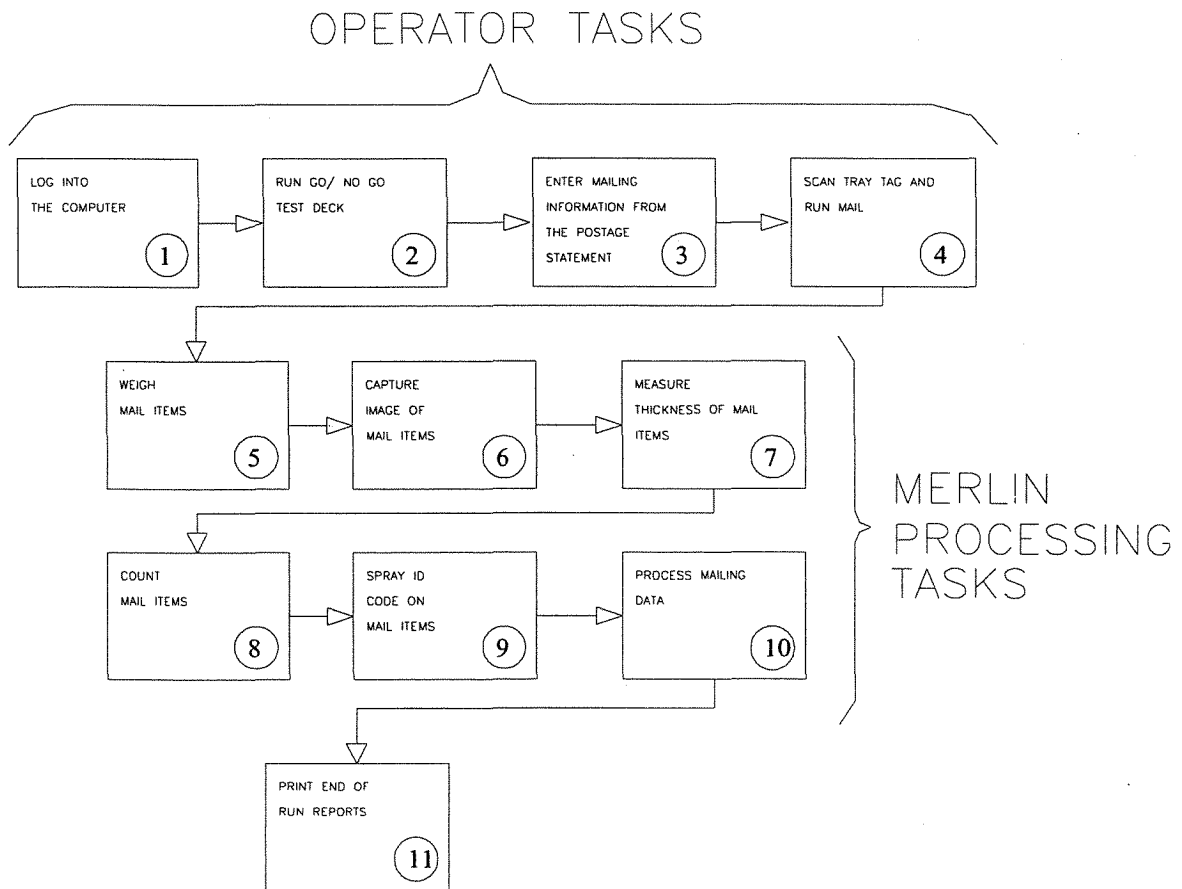 OPERATOR TASKS
LOG INTO
THE COMPUTER
1
RUN GO/ NO GO
TEST DECK
2
ENTER MAILING
INFORMATION FROM
THE POSTAGE
STATEMENT
3
SCAN TRAY TAG AND
RUN MAIL
4
WEIGH
MAIL ITEMS
5
CAPTURE
IMAGE OF
MAIL ITEMS
6
MEASURE
THICKNESS OF MAIL
ITEMS
7
MERLIN
PROCESSING
TASKS
COUNT
MAIL ITEMS
8
SPRAY ID
CODE ON
MAIL ITEMS
9
PROCESS MAILING
DATA
10
PRINT END OF
RUN REPORTS
11